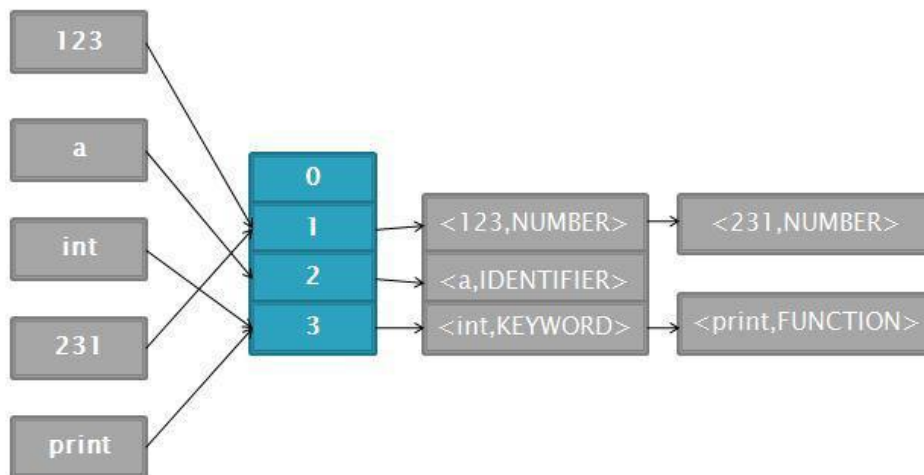 123
a
int
231
print
0
1
2
3
<123,NUMBER>
<a,IDENTIFIER>
<int,KEYWORD>
<231,NUMBER>
<print,FUNCTION>